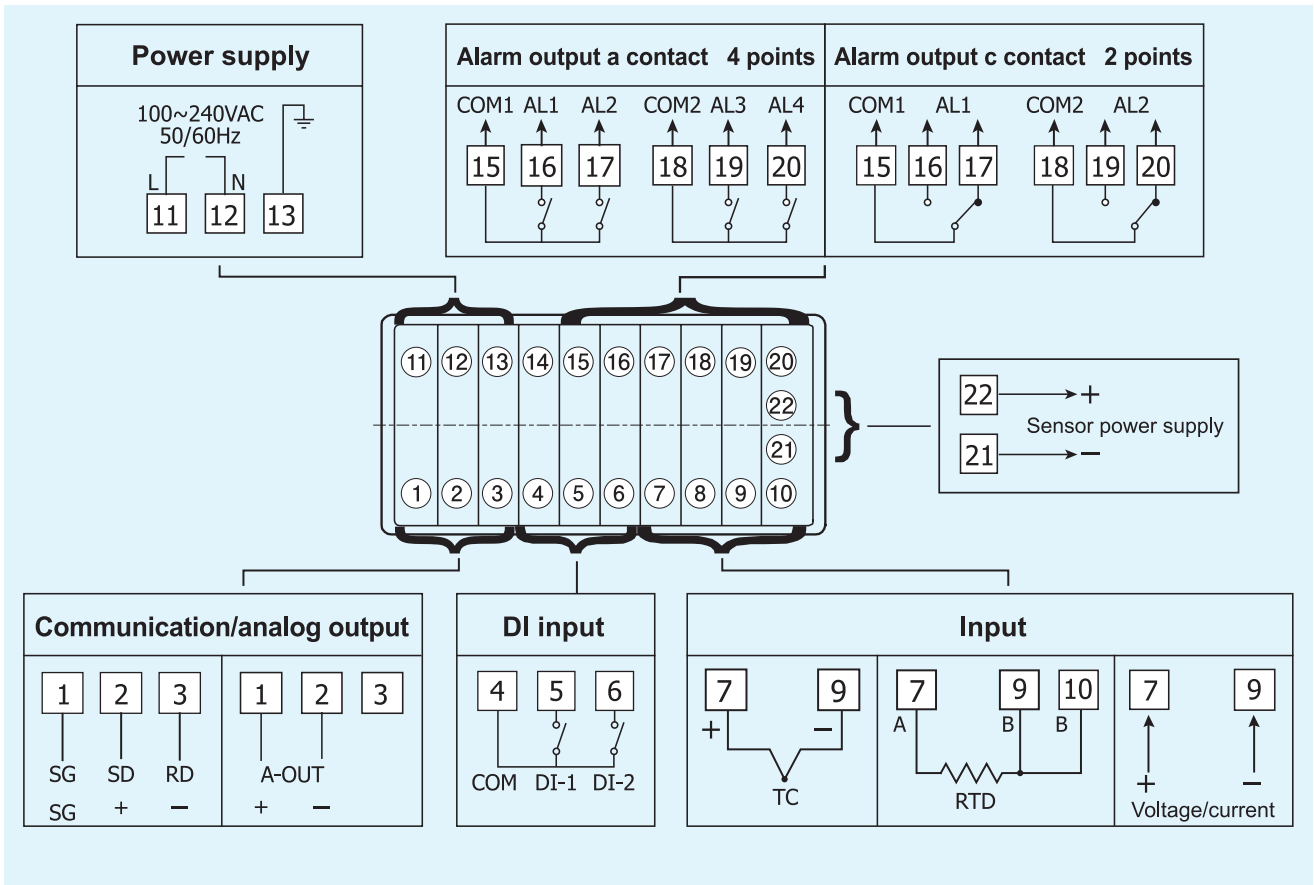 Power supply
100~240VAC
50/60Hz
L N
11 12 13
Alarm output a contact 4 points
COM1 AL1 AL2 COM2 AL3 AL4
15 16 17 18 19 20
Alarm output c contact 2 points
COM1 AL1 COM2 AL2
15 16 17 18 19 20
11 12 13 14 15 16 17 18 19 20
22
21
1 2 3 4 5 6 7 8 9 10
22 +
Sensor power supply
21 −
Communication/analog output
1 2 3
SG SD RD
SG + −
1 2 3
A-OUT
+ −
DI input
4 5 6
COM DI-1 DI-2
Input
7 9
+ −
TC
7 9 10
A B B
RTD
7 9
+ −
Voltage/current